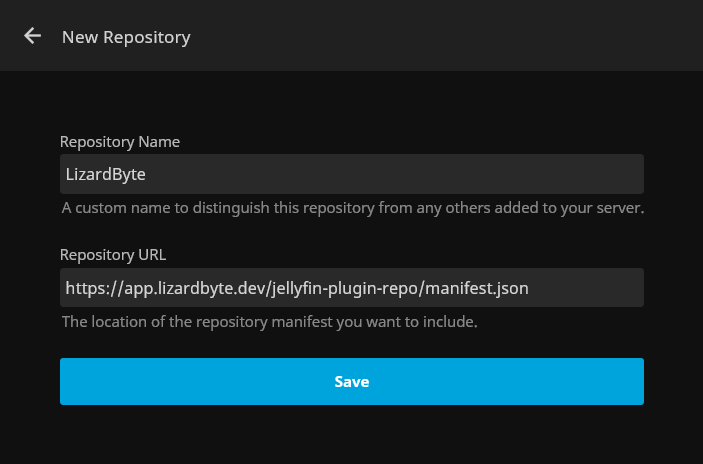 New Repository
Repository Name
LizardByte
A custom name to distinguish this repository from any others added to your server.
Repository URL
https://app.lizardbyte.dev/jellyfin-plugin-repo/manifest.json
The location of the repository manifest you want to include.
Save